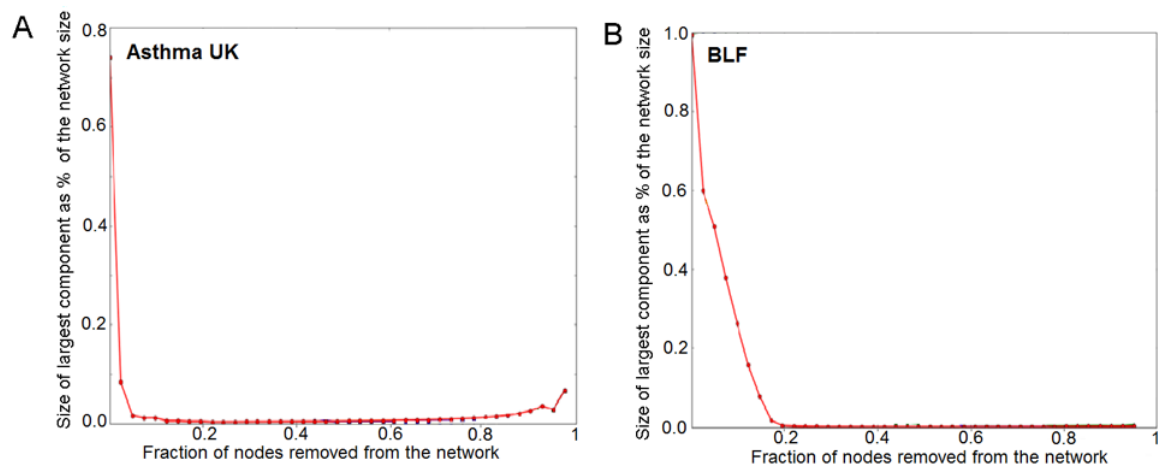 A
Asthma UK
Size of largest component as % of the network size
0.8
0.6
0.4
0.2
0.0
0.2 0.4 0.6 0.8 1
Fraction of nodes removed from the network
B
BLF
Size of largest component as % of the network size
1.0
0.8
0.6
0.4
0.2
0.0
0.2 0.4 0.6 0.8 1
Fraction of nodes removed from the network